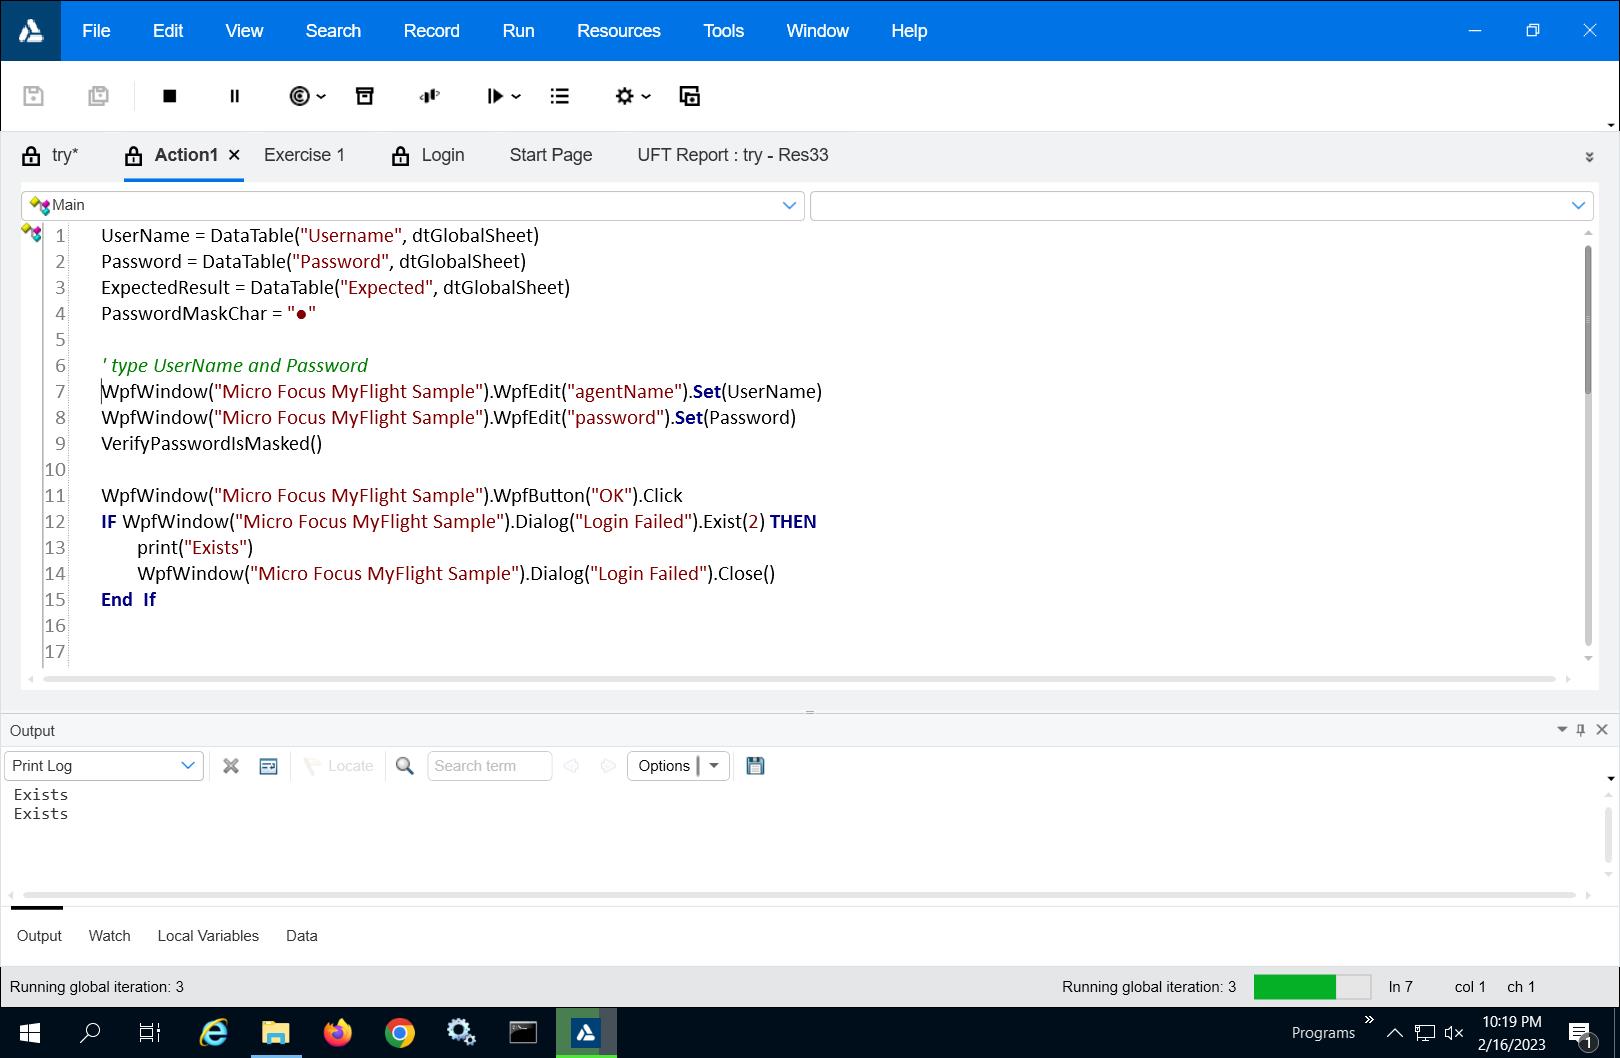 File Edit View Search Record Run Resources Tools Window Help
try* Action1 Exercise 1 Login Start Page UFT Report : try - Res33
Main
1 UserName = DataTable("Username", dtGlobalSheet)
2 Password = DataTable("Password", dtGlobalSheet)
3 ExpectedResult = DataTable("Expected", dtGlobalSheet)
4 PasswordMaskChar = "●"
5
6 ' type UserName and Password
7 WpfWindow("Micro Focus MyFlight Sample").WpfEdit("agentName").Set(UserName)
8 WpfWindow("Micro Focus MyFlight Sample").WpfEdit("password").Set(Password)
9 VerifyPasswordIsMasked()
10
11 WpfWindow("Micro Focus MyFlight Sample").WpfButton("OK").Click
12 IF WpfWindow("Micro Focus MyFlight Sample").Dialog("Login Failed").Exist(2) THEN
13 print("Exists")
14 WpfWindow("Micro Focus MyFlight Sample").Dialog("Login Failed").Close()
15 End If
16
17
Output
Print Log Locate Search term Options
Exists
Exists
Output Watch Local Variables Data
Running global iteration: 3 Running global iteration: 3 ln 7 col 1 ch 1
Programs » 10:19 PM
2/16/2023 1